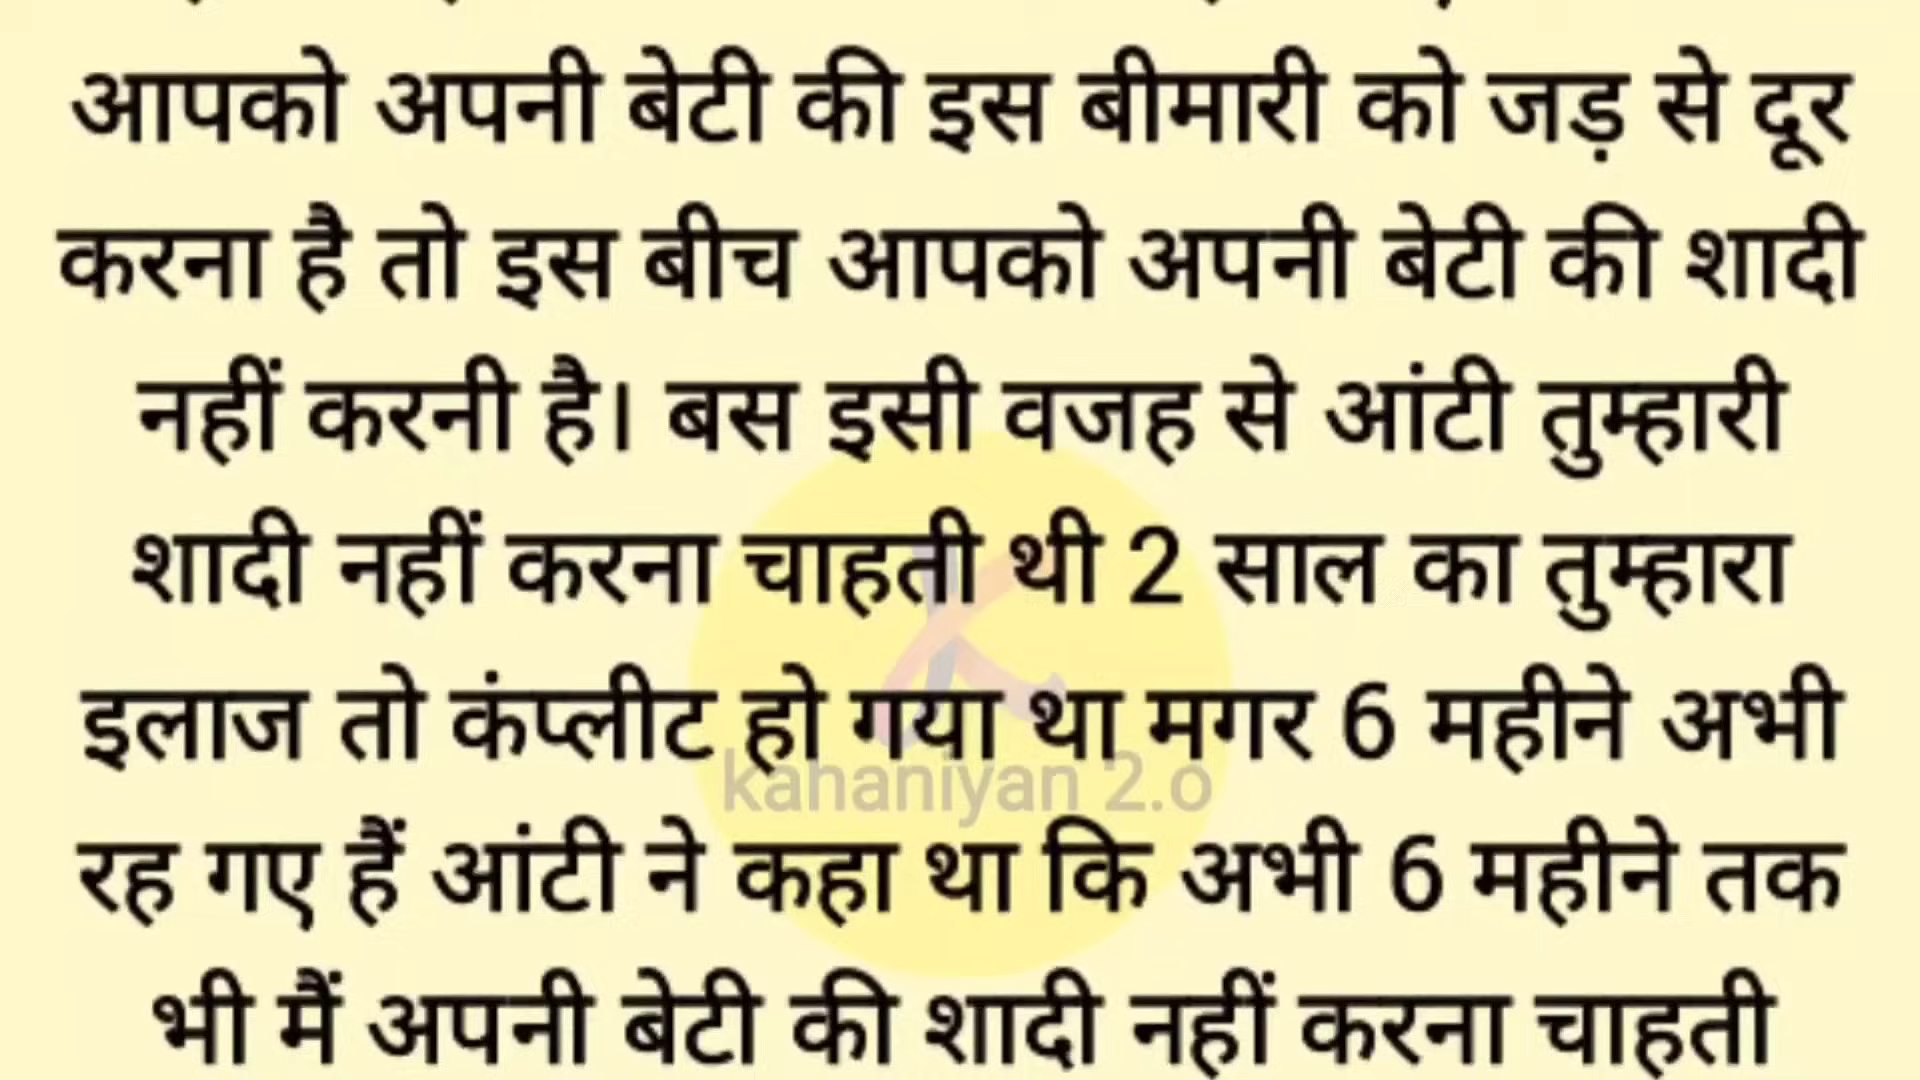 आपको अपनी बेटी की इस बीमारी को जड़ से दूर
करना है तो इस बीच आपको अपनी बेटी की शादी
नहीं करनी है। बस इसी वजह से आंटी तुम्हारी
शादी नहीं करना चाहती थी 2 साल का तुम्हारा
इलाज तो कंप्लीट हो गया था मगर 6 महीने अभी
kahaniyan 2.o
रह गए हैं आंटी ने कहा था कि अभी 6 महीने तक
भी मैं अपनी बेटी की शादी नहीं करना चाहती